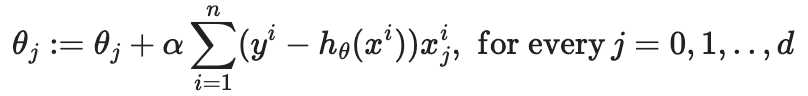 θ_j := θ_j + α ∑_{i=1}^{n} (y^i − h_θ(x^i)) x_j^i, for every j = 0, 1, . . , d